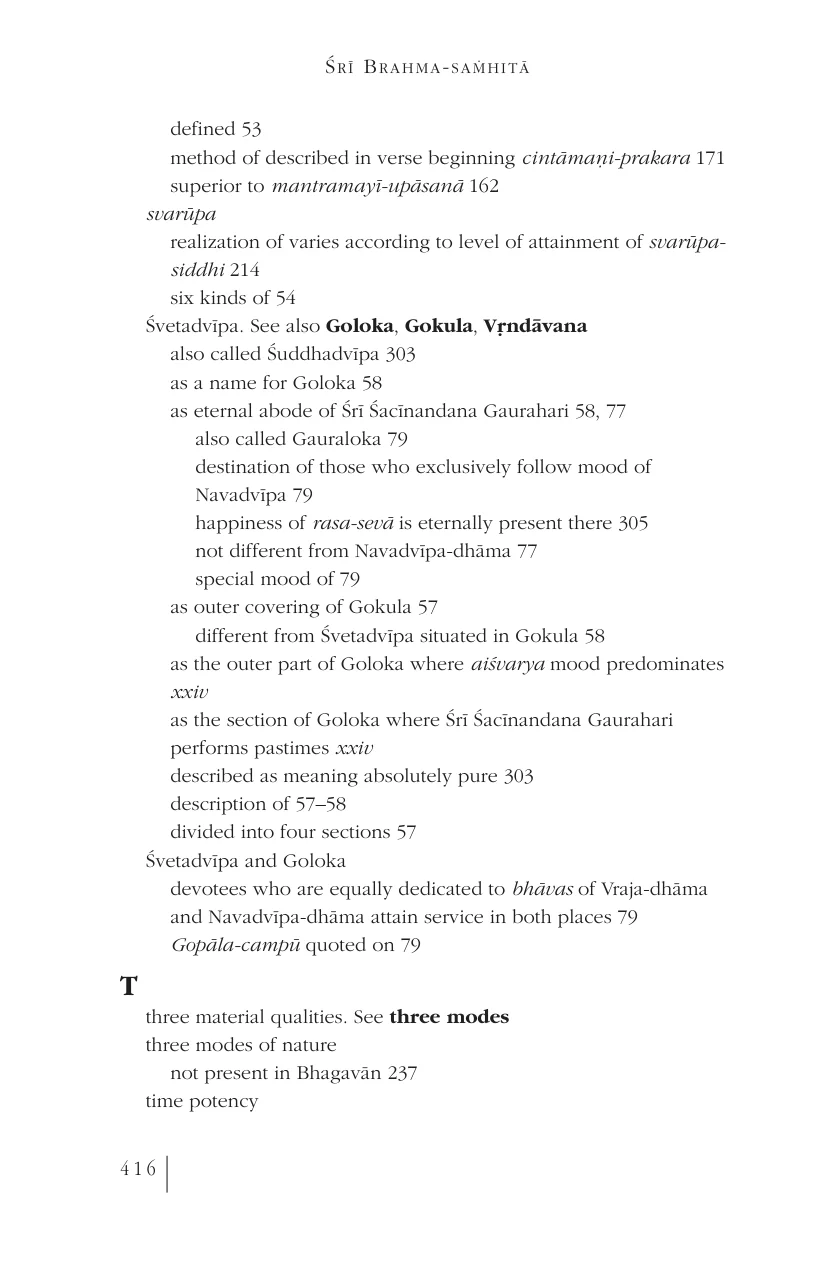 ŚRĪ BRAHMA-SAṀHITĀ
defined 53
method of described in verse beginning cintāmaṇi-prakara 171
superior to mantramayī-upāsanā 162
svarūpa
realization of varies according to level of attainment of svarūpa-
siddhi 214
six kinds of 54
Śvetadvīpa. See also Goloka, Gokula, Vṛndāvana
also called Śuddhadvīpa 303
as a name for Goloka 58
as eternal abode of Śrī Śacīnandana Gaurahari 58, 77
also called Gauraloka 79
destination of those who exclusively follow mood of
Navadvīpa 79
happiness of rasa-sevā is eternally present there 305
not different from Navadvīpa-dhāma 77
special mood of 79
as outer covering of Gokula 57
different from Śvetadvīpa situated in Gokula 58
as the outer part of Goloka where aiśvarya mood predominates
xxiv
as the section of Goloka where Śrī Śacīnandana Gaurahari
performs pastimes xxiv
described as meaning absolutely pure 303
description of 57–58
divided into four sections 57
Śvetadvīpa and Goloka
devotees who are equally dedicated to bhāvas of Vraja-dhāma
and Navadvīpa-dhāma attain service in both places 79
Gopāla-campū quoted on 79
T
three material qualities. See three modes
three modes of nature
not present in Bhagavān 237
time potency
416